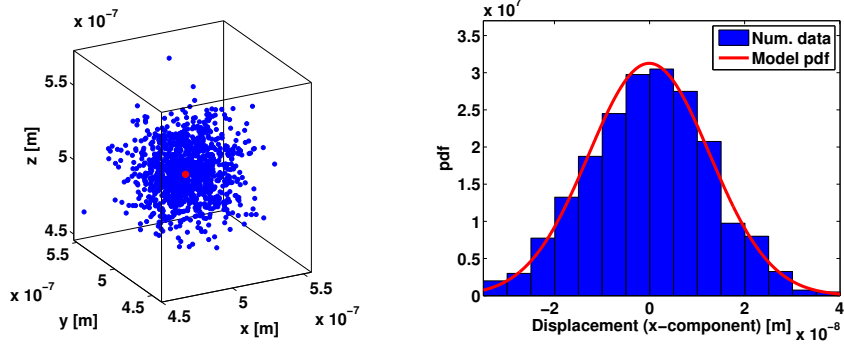 x 10^-7
5.5
5
4.5
z [m]
5.5
5
4.5
x 10^-7
y [m]
4.5
5
5.5
x [m]
x 10^-7
x 10^7
3.5
3
2.5
2
1.5
1
0.5
0
pdf
Num. data
Model pdf
−2
0
2
4
Displacement (x-component) [m]
x 10^-8